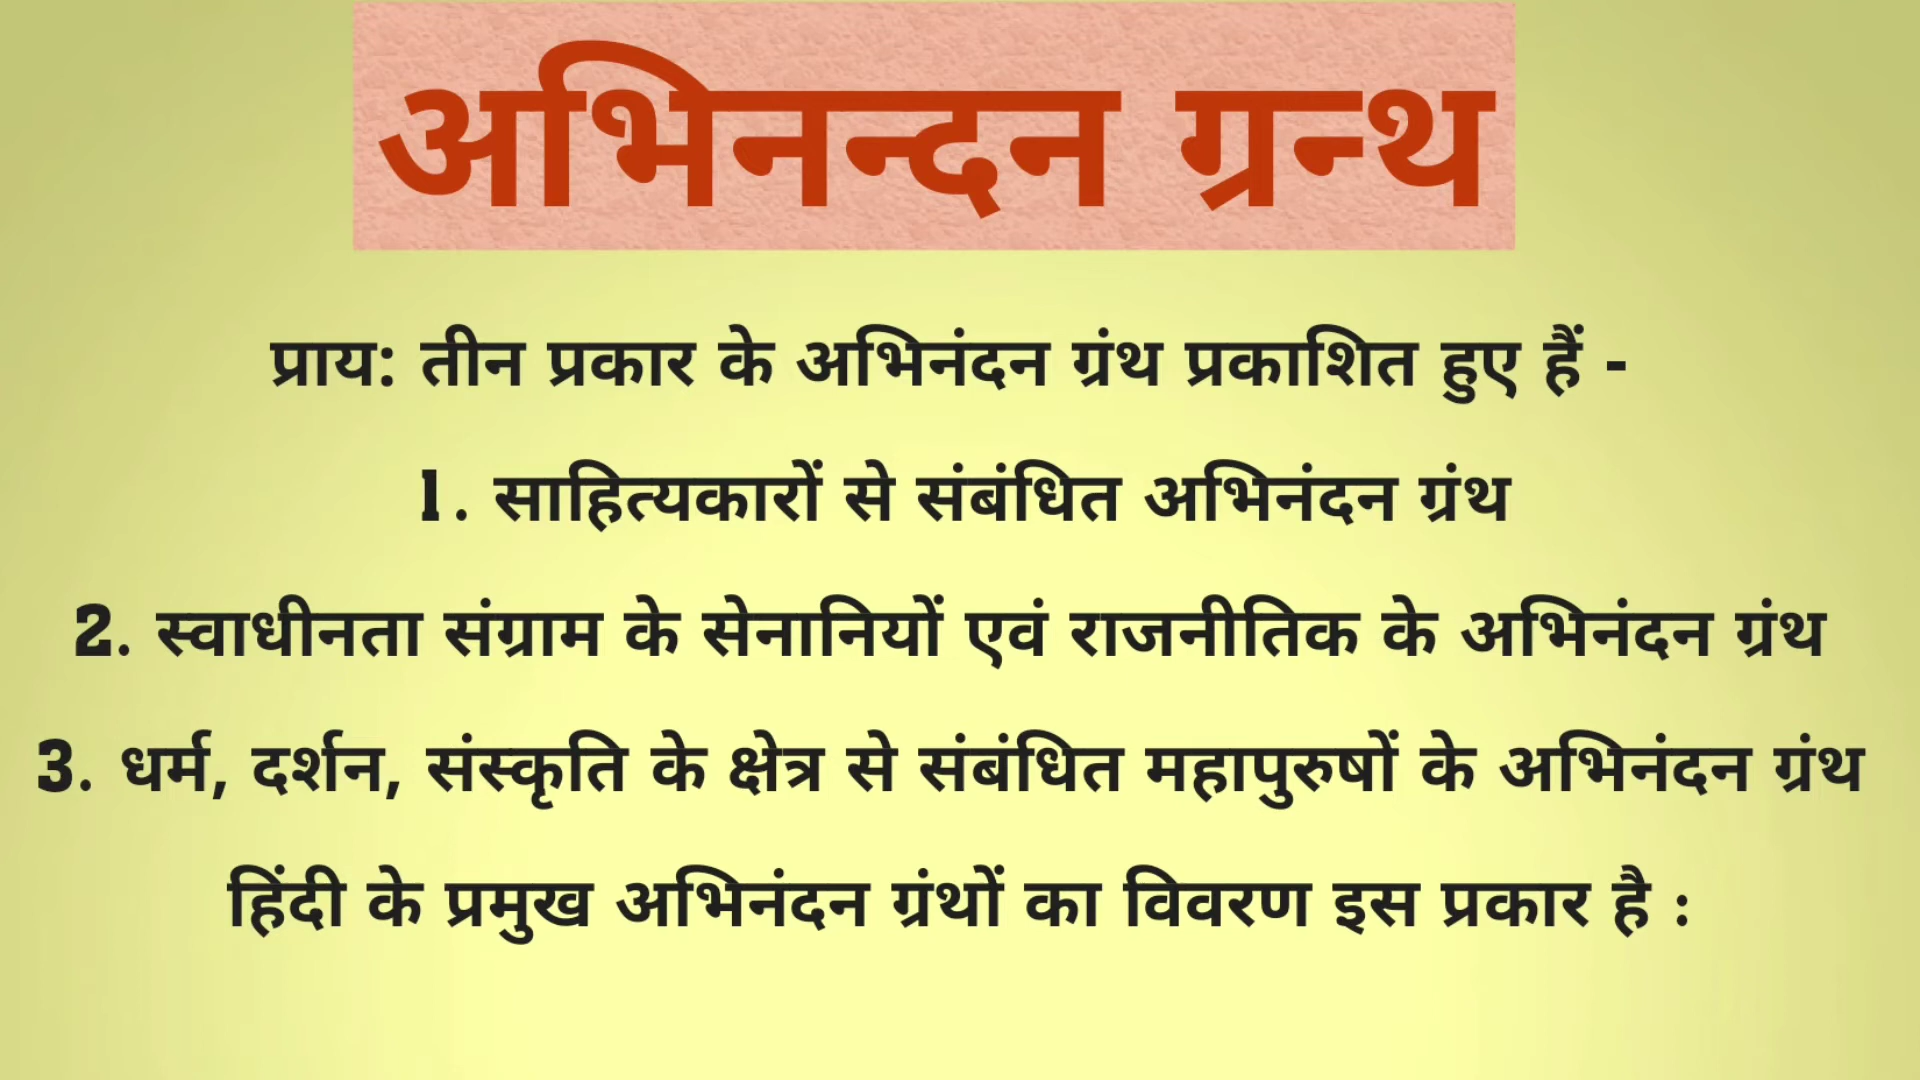 अभिनन्दन ग्रन्थ
प्राय: तीन प्रकार के अभिनंदन ग्रंथ प्रकाशित हुए हैं -
1. साहित्यकारों से संबंधित अभिनंदन ग्रंथ
2. स्वाधीनता संग्राम के सेनानियों एवं राजनीतिक के अभिनंदन ग्रंथ
3. धर्म, दर्शन, संस्कृति के क्षेत्र से संबंधित महापुरुषों के अभिनंदन ग्रंथ
हिंदी के प्रमुख अभिनंदन ग्रंथों का विवरण इस प्रकार है :